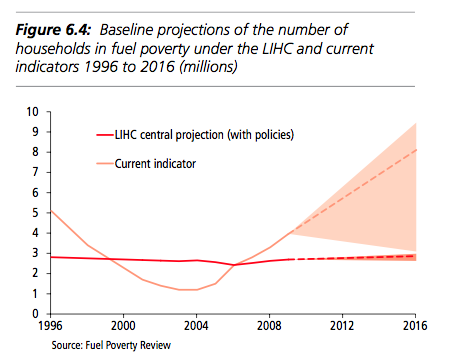 Figure 6.4: Baseline projections of the number of
households in fuel poverty under the LIHC and current
indicators 1996 to 2016 (millions)
10
9
8
7
6
5
4
3
2
1
0
LIHC central projection (with policies)
Current indicator
1996 2000 2004 2008 2012 2016
Source: Fuel Poverty Review